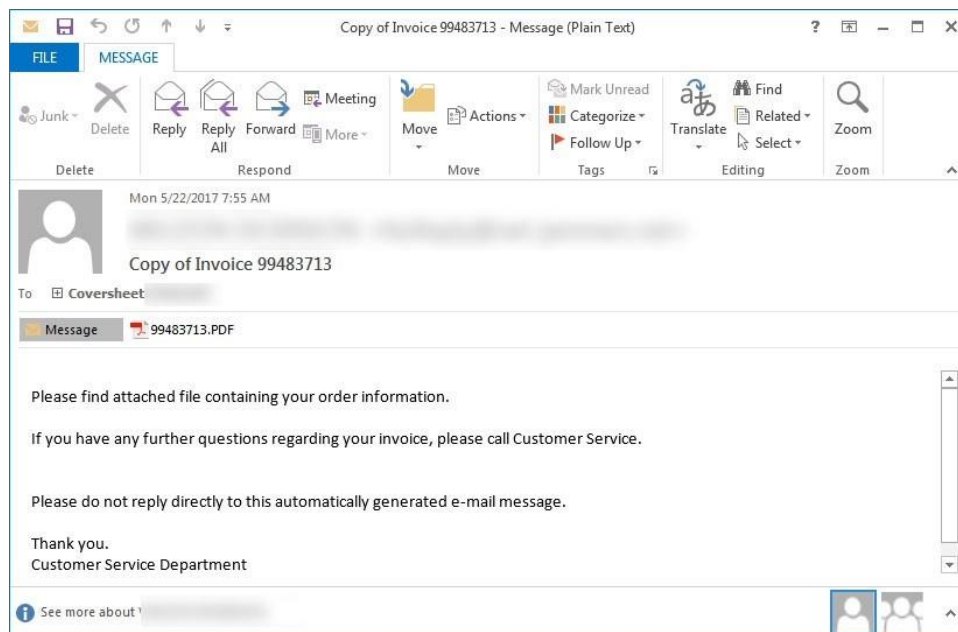 Copy of Invoice 99483713 - Message (Plain Text)
?
FILE MESSAGE
Junk
Delete
Reply
Reply All
Forward
Meeting
More
Move
Actions
Mark Unread
Categorize
Follow Up
Translate
Find
Related
Select
Zoom
Delete Respond Move Tags Editing Zoom
Mon 5/22/2017 7:55 AM
Copy of Invoice 99483713
To Coversheet
Message 99483713.PDF
Please find attached file containing your order information.
If you have any further questions regarding your invoice, please call Customer Service.
Please do not reply directly to this automatically generated e-mail message.
Thank you.
Customer Service Department
See more about